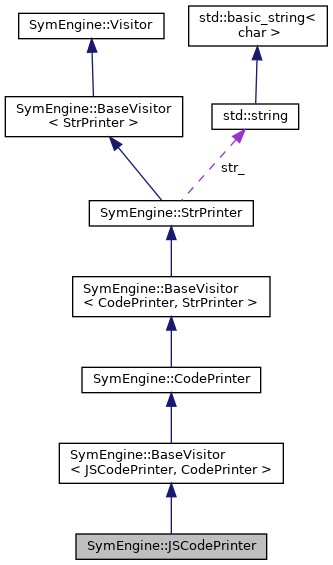 SymEngine::Visitor
std::basic_string<
char >
SymEngine::BaseVisitor
< StrPrinter >
std::string
str_
SymEngine::StrPrinter
SymEngine::BaseVisitor
< CodePrinter, StrPrinter >
SymEngine::CodePrinter
SymEngine::BaseVisitor
< JSCodePrinter, CodePrinter >
SymEngine::JSCodePrinter